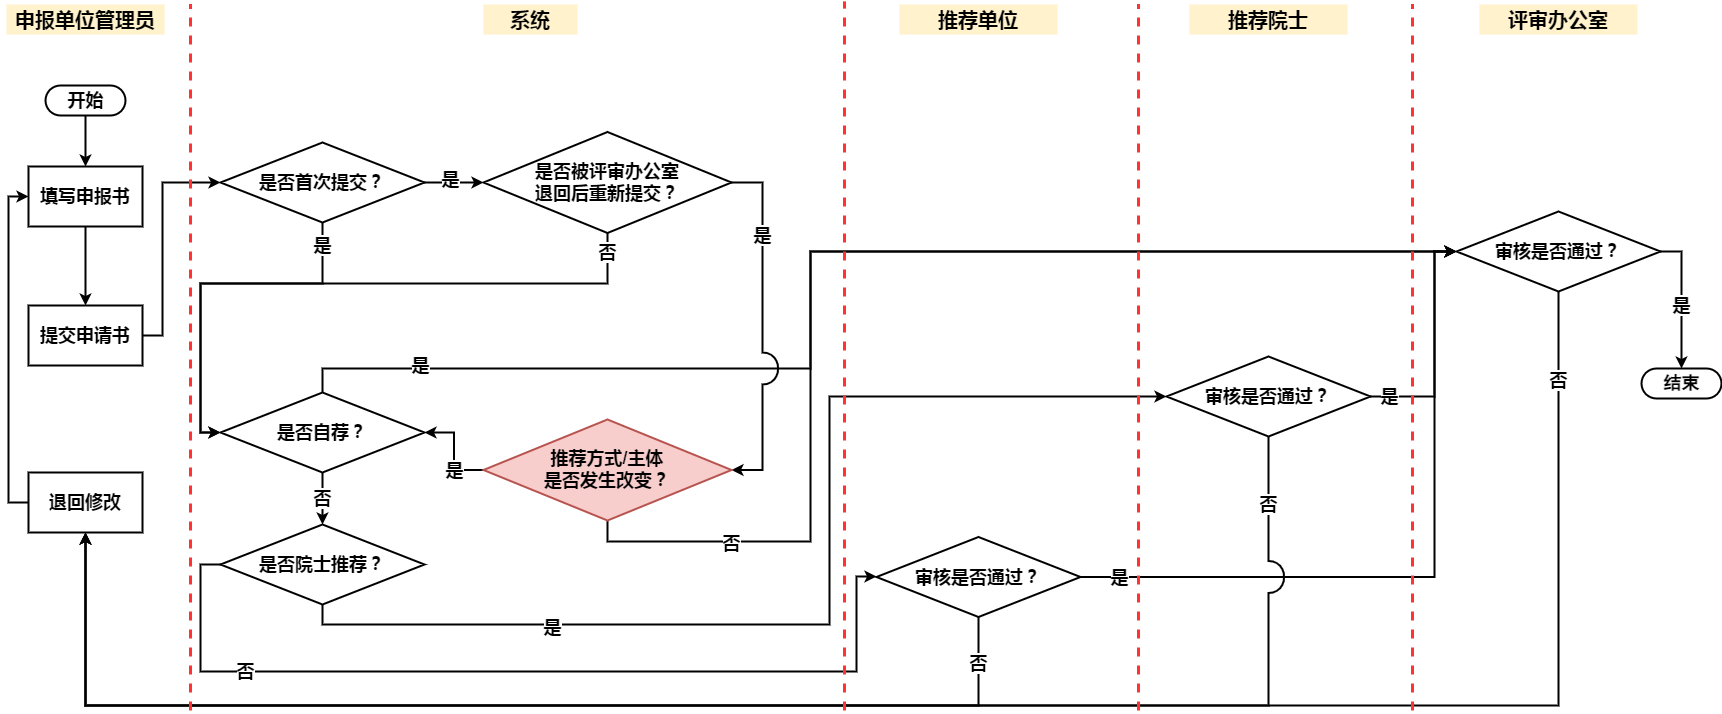 申报单位管理员
系统
推荐单位
推荐院士
评审办公室
开始
填写申报书
提交申请书
退回修改
是否首次提交？
是
是
是否被评审办公室
退回后重新提交？
是
否
是
是否自荐？
否
推荐方式/主体
是否发生改变？
是
否
是否院士推荐？
是
否
审核是否通过？
是
否
审核是否通过？
是
否
审核是否通过？
是
否
结束